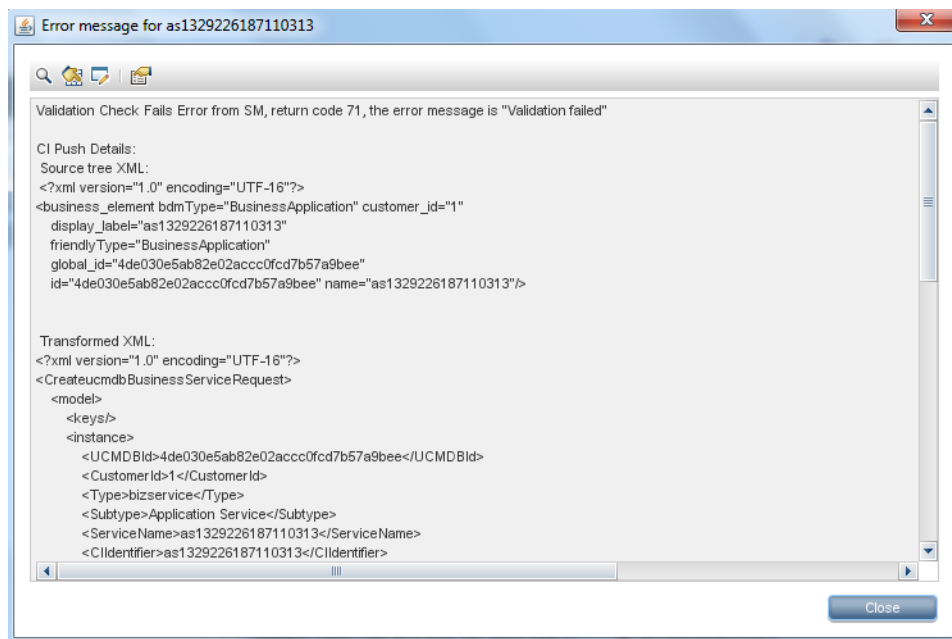 Error message for as1329226187110313
Validation Check Fails Error from SM, return code 71, the error message is "Validation failed"
CI Push Details:
Source tree XML:
<?xml version="1.0" encoding="UTF-16"?>
<business_element bdmType="BusinessApplication" customer_id="1"
display_label="as1329226187110313"
friendlyType="BusinessApplication"
global_id="4de030e5ab82e02accc0fcd7b57a9bee"
id="4de030e5ab82e02accc0fcd7b57a9bee" name="as1329226187110313"/>
Transformed XML:
<?xml version="1.0" encoding="UTF-16"?>
<CreateucmdbBusinessServiceRequest>
<model>
<keys/>
<instance>
<UCMDBId>4de030e5ab82e02accc0fcd7b57a9bee</UCMDBId>
<CustomerId>1</CustomerId>
<Type>bizservice</Type>
<Subtype>Application Service</Subtype>
<ServiceName>as1329226187110313</ServiceName>
<CIIdentifier>as1329226187110313</CIIdentifier>
Close